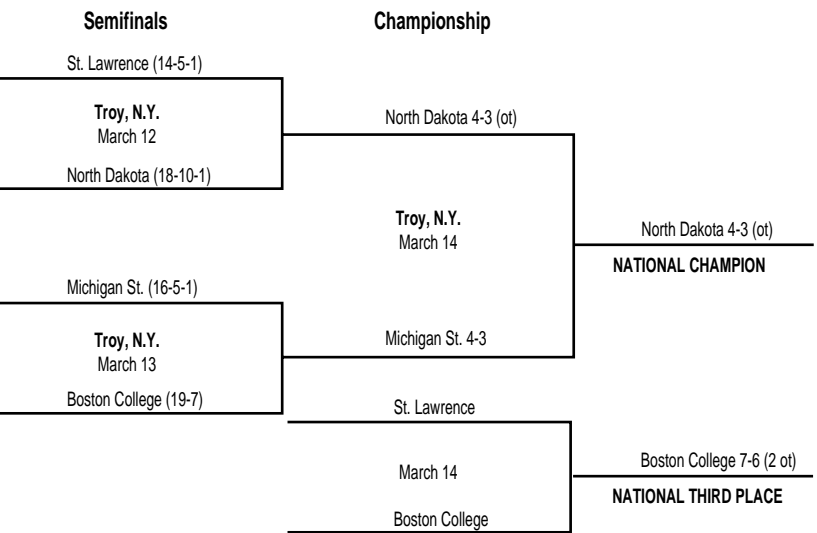 Semifinals
Championship
St. Lawrence (14-5-1)
Troy, N.Y.
March 12
North Dakota (18-10-1)
North Dakota 4-3 (ot)
Troy, N.Y.
March 14
North Dakota 4-3 (ot)
NATIONAL CHAMPION
Michigan St. (16-5-1)
Troy, N.Y.
March 13
Boston College (19-7)
Michigan St. 4-3
St. Lawrence
March 14
Boston College
Boston College 7-6 (2 ot)
NATIONAL THIRD PLACE